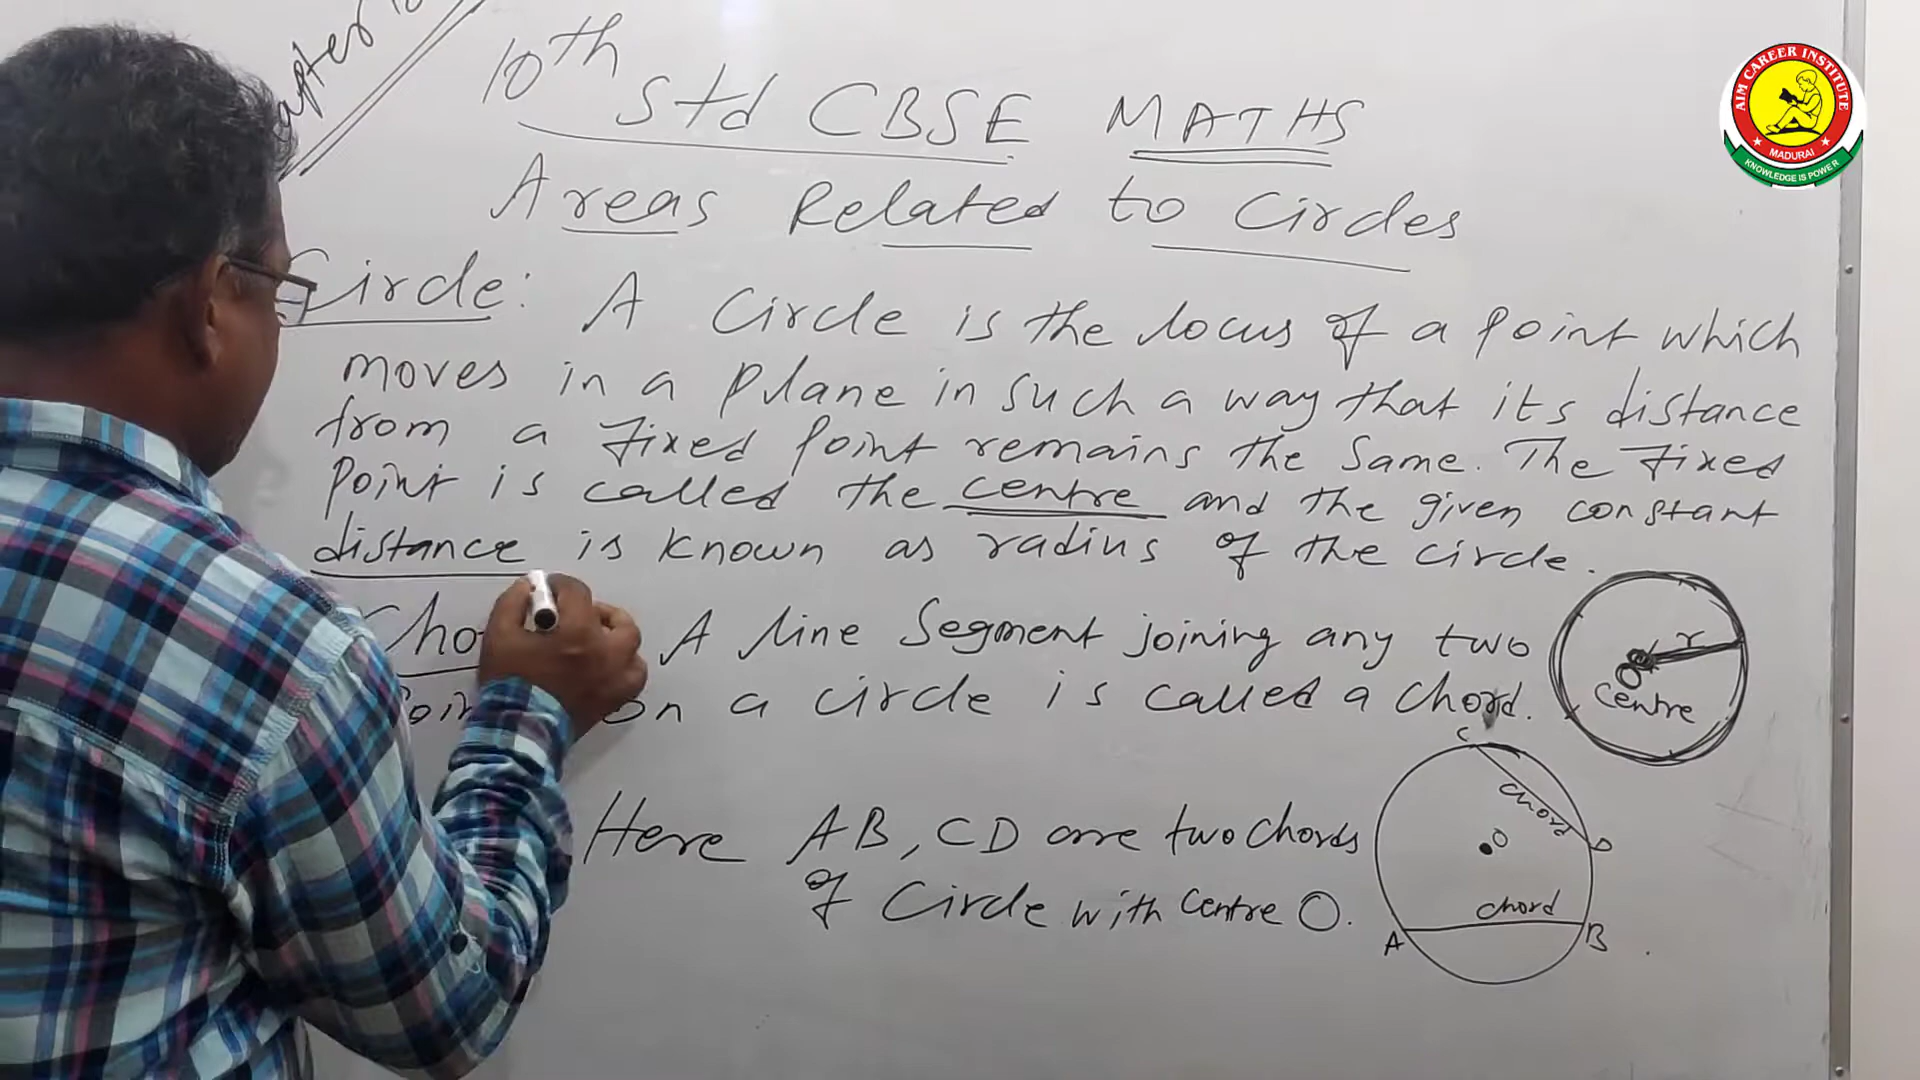 10th Std CBSE MATHS
Areas Related to Circles
Circle: A Circle is the locus of a point which
moves in a plane in such a way that its distance
from a fixed point remains the same. The fixed
point is called the centre and the given constant
distance is known as radius of the circle.
A line segment joining any two
on a circle is called a chord.
r
O
centre
Here AB, CD are two chords
of Circle with centre O.
C
chord
D
O
chord
A
B
AIM CAREER INSTITUTE
MADURAI
KNOWLEDGE IS POWER